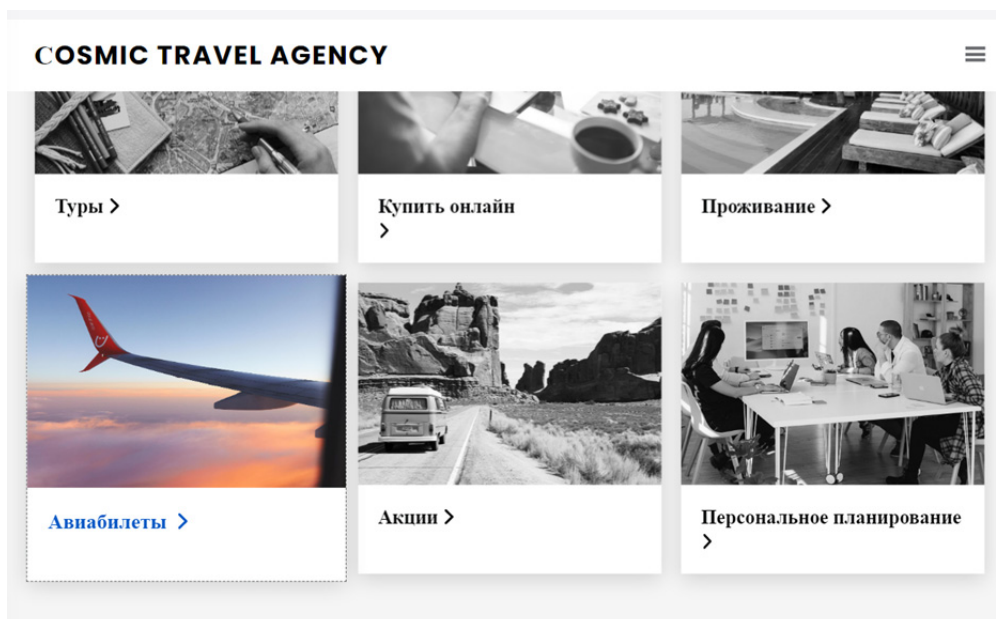 COSMIC TRAVEL AGENCY
Туры
Купить онлайн
Проживание
Авиабилеты
Акции
Персональное планирование